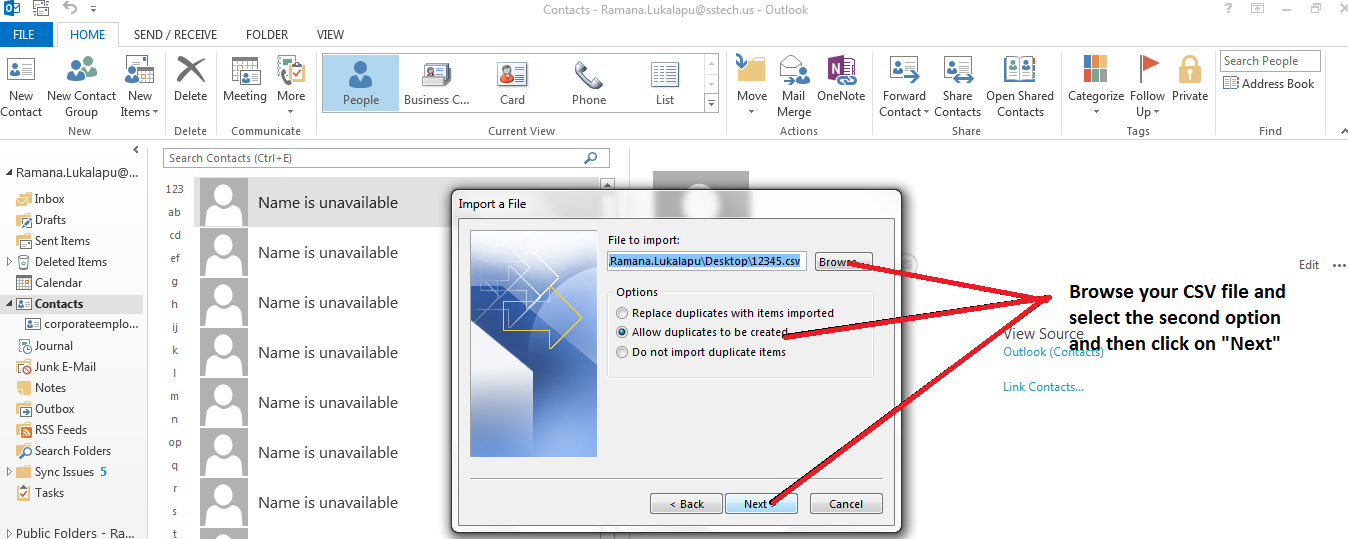 Contacts - Ramana.Lukalapu@sstech.us - Outlook
FILE HOME SEND / RECEIVE FOLDER VIEW
New Contact
New Contact Group
New Items
Delete
Meeting
More
People
Business C...
Card
Phone
List
Move
Mail Merge
OneNote
Forward Contact
Share Contacts
Open Shared Contacts
Categorize
Follow Up
Private
Search People
Address Book
New Delete Communicate Current View Actions Share Tags Find
Ramana.Lukalapu@...
Inbox
Drafts
Sent Items
Deleted Items
Calendar
Contacts
corporateemplo...
Journal
Junk E-Mail
Notes
Outbox
RSS Feeds
Search Folders
Sync Issues 5
Tasks
Public Folders - Ra...
Search Contacts (Ctrl+E)
123
ab
cd
ef
g
h
ij
k
l
m
n
op
q
r
s
t
Name is unavailable
Name is unavailable
Name is unavailable
Name is unavailable
Name is unavailable
Name is unavailable
Name is unavailable
Import a File
File to import:
Ramana.Lukalapu\Desktop\12345.csv
Browse...
Options
Replace duplicates with items imported
Allow duplicates to be created
Do not import duplicate items
< Back
Next
Cancel
Edit
Browse your CSV file and
select the second option
and then click on "Next"
View Source
Outlook (Contacts)
Link Contacts...